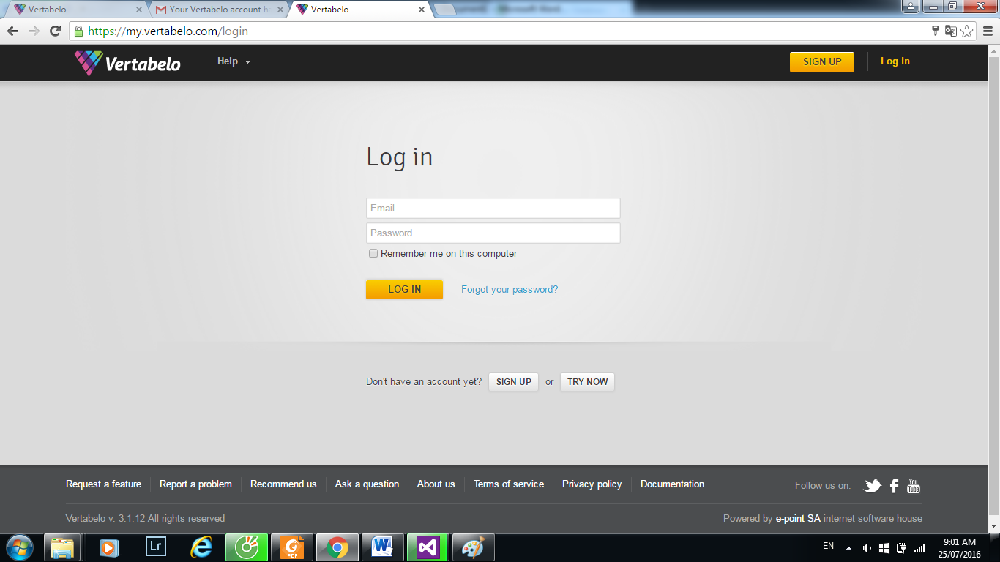 Vertabelo
Your Vertabelo account ha
Vertabelo
https://my.vertabelo.com/login
Vertabelo
Help
SIGN UP
Log in
Log in
Email
Password
Remember me on this computer
LOG IN
Forgot your password?
Don't have an account yet? SIGN UP or TRY NOW
Request a feature
Report a problem
Recommend us
Ask a question
About us
Terms of service
Privacy policy
Documentation
Follow us on:
You
Tube
Vertabelo v. 3.1.12 All rights reserved
Powered by e-point SA internet software house
Lr
PDF
W
EN
9:01 AM
25/07/2016